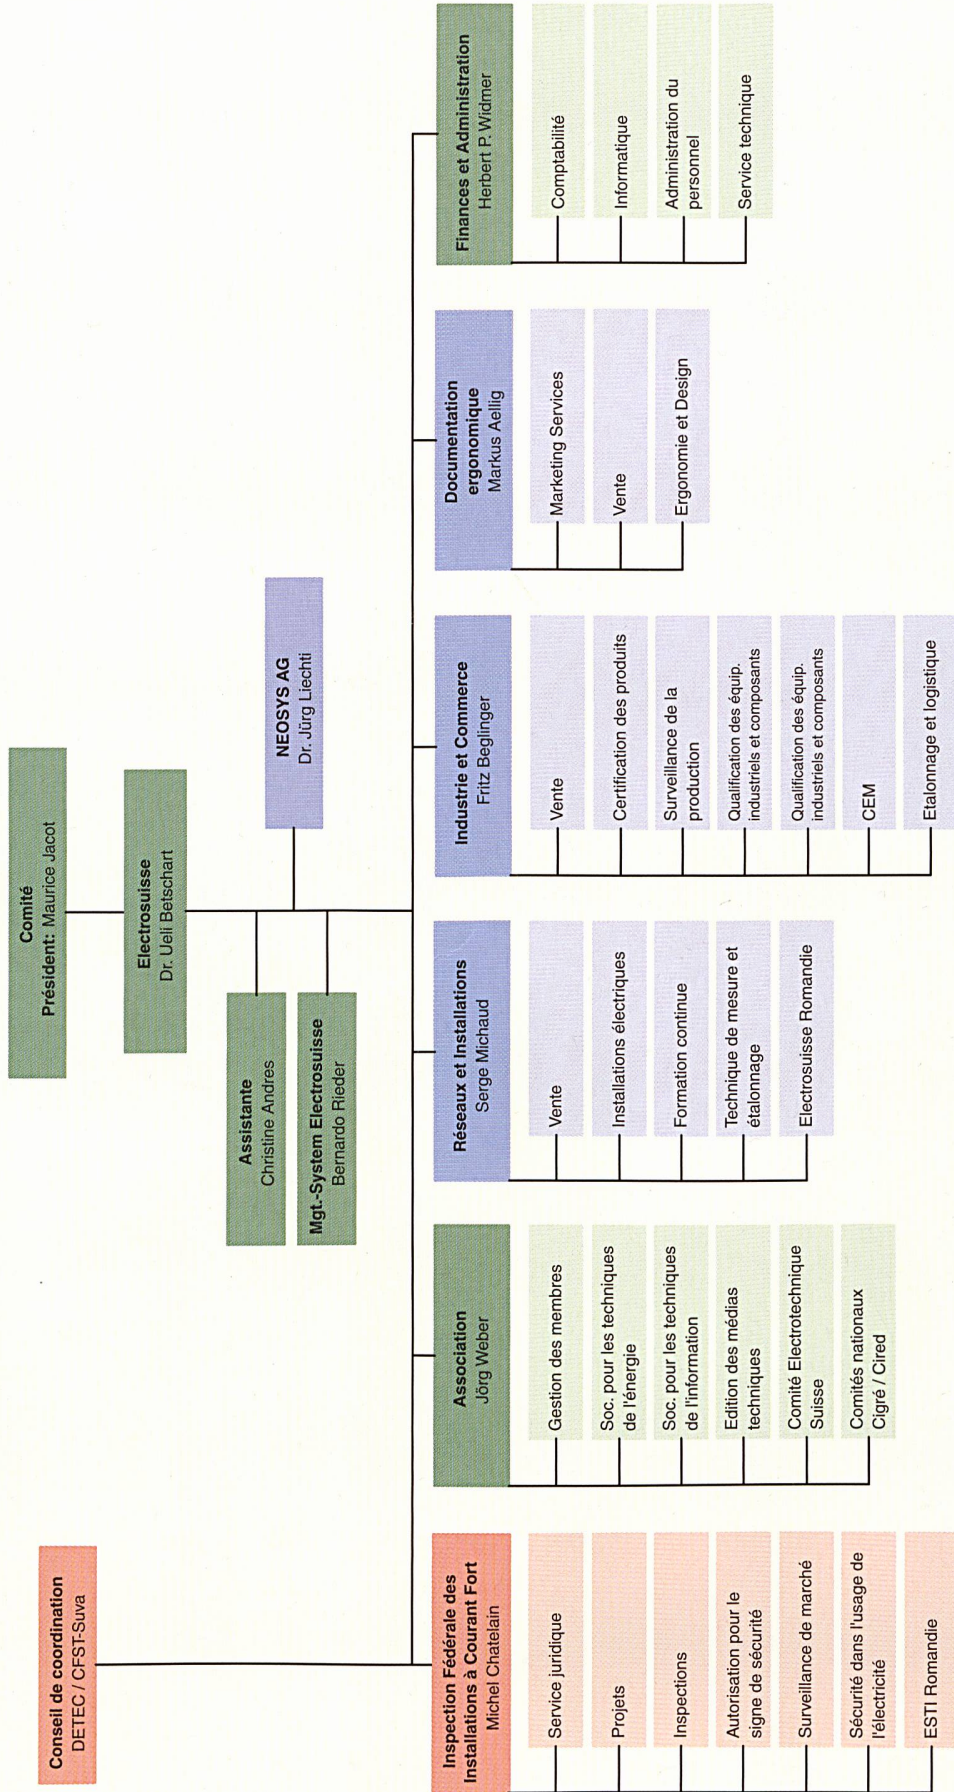 Conseil de coordination
DETEC / CFST-Suva
Comité
Président: Maurice Jacot
Electrosuisse
Dr. Ueli Betschart
Assistante
Christine Andres
Mgt.-System Electrosuisse
Bernardo Rieder
NEOSYS AG
Dr. Jürg Liechti
Inspection Fédérale des
Installations à Courant Fort
Michel Chatelain
Service juridique
Projets
Inspections
Autorisation pour le
signe de sécurité
Surveillance de marché
Sécurité dans l'usage de
l'électricité
ESTI Romandie
Association
Jörg Weber
Gestion des membres
Soc. pour les techniques
de l'énergie
Soc. pour les techniques
de l'information
Edition des médias
techniques
Comité Electrotechnique
Suisse
Comités nationaux
Cigré / Cired
Réseaux et Installations
Serge Michaud
Vente
Installations électriques
Formation continue
Technique de mesure et
étalonnage
Electrosuisse Romandie
Industrie et Commerce
Fritz Beglinger
Vente
Certification des produits
Surveillance de la
production
Qualification des équip.
industriels et composants
Qualification des équip.
industriels et composants
CEM
Etalonnage et logistique
Documentation
ergonomique
Markus Aellig
Marketing Services
Vente
Ergonomie et Design
Finances et Administration
Herbert P. Widmer
Comptabilité
Informatique
Administration du
personnel
Service technique